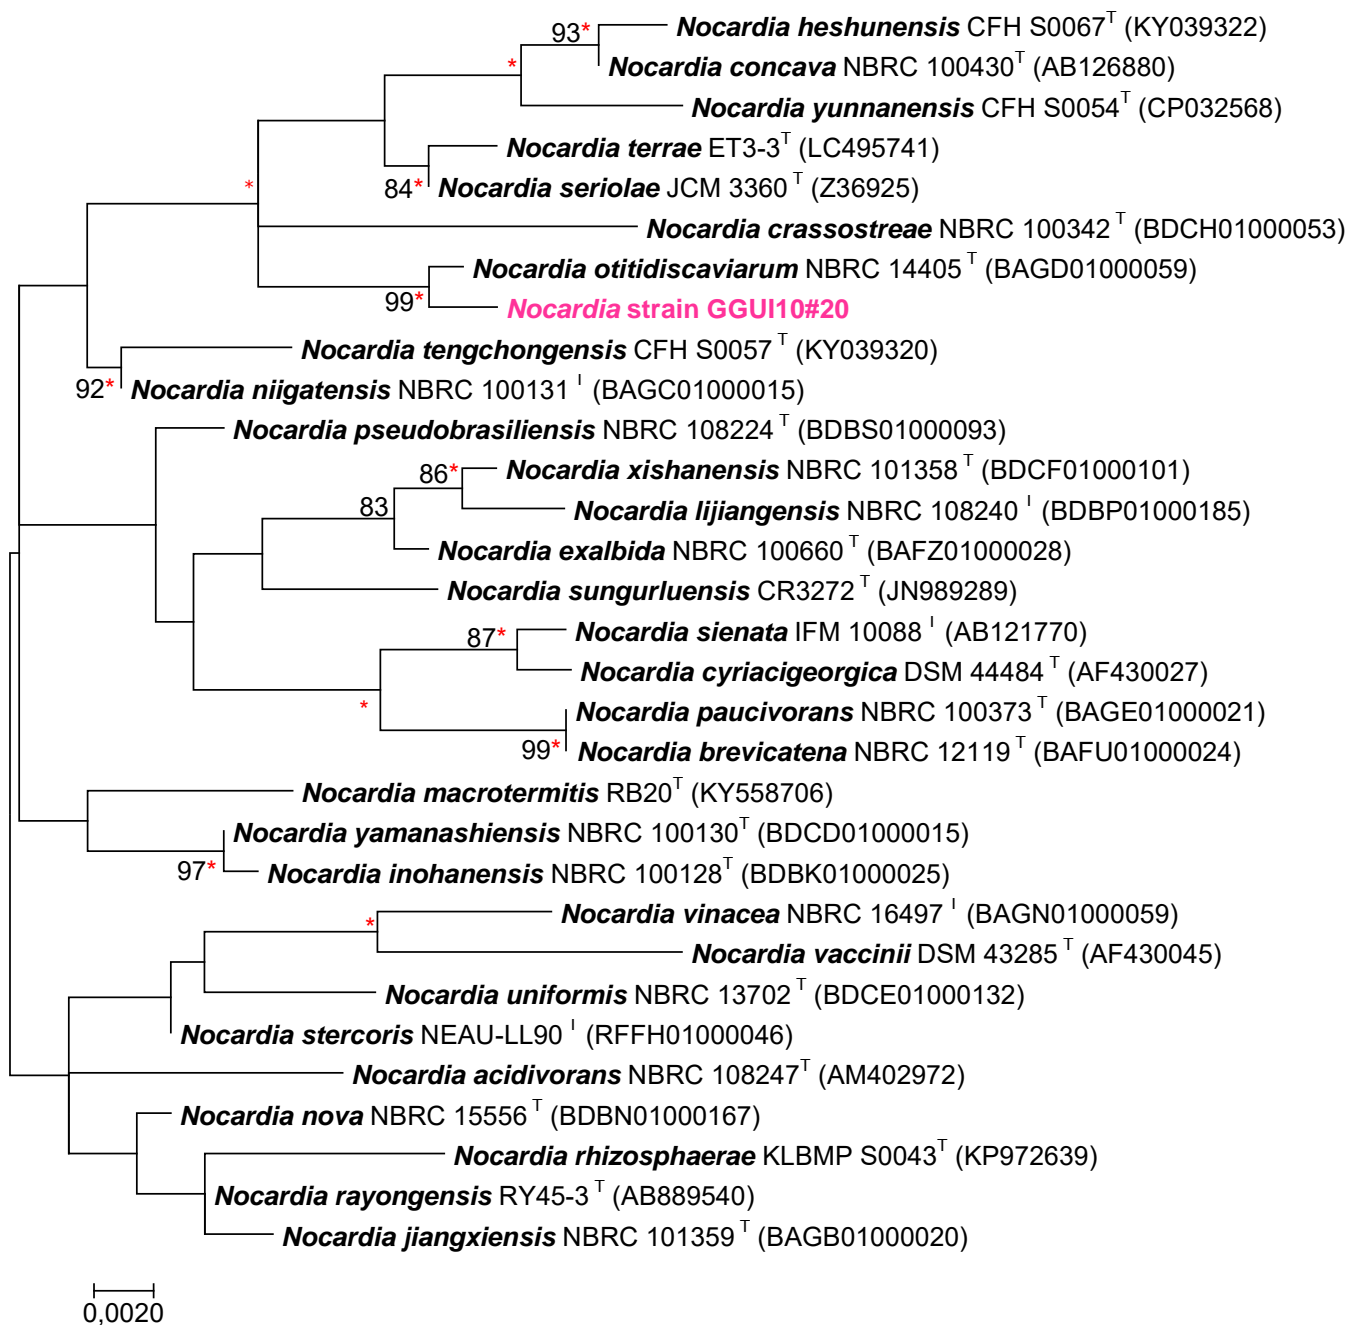 93* Nocardia heshunensis CFH S0067T (KY039322)
* Nocardia concava NBRC 100430T (AB126880)
Nocardia yunnanensis CFH S0054T (CP032568)
Nocardia terrae ET3-3T (LC495741)
* 84* Nocardia seriolae JCM 3360 T (Z36925)
Nocardia crassostreae NBRC 100342 T (BDCH01000053)
Nocardia otitidiscaviarum NBRC 14405 T (BAGD01000059)
99* Nocardia strain GGUI10#20
Nocardia tengchongensis CFH S0057 T (KY039320)
92* Nocardia niigatensis NBRC 100131 T (BAGC01000015)
Nocardia pseudobrasiliensis NBRC 108224 T (BDBS01000093)
86* Nocardia xishanensis NBRC 101358 T (BDCF01000101)
83 Nocardia lijiangensis NBRC 108240 T (BDBP01000185)
Nocardia exalbida NBRC 100660 T (BAFZ01000028)
Nocardia sungurluensis CR3272 T (JN989289)
87* Nocardia sienata IFM 10088 T (AB121770)
Nocardia cyriacigeorgica DSM 44484 T (AF430027)
* Nocardia paucivorans NBRC 100373 T (BAGE01000021)
99* Nocardia brevicatena NBRC 12119 T (BAFU01000024)
Nocardia macrotermitis RB20T (KY558706)
Nocardia yamanashiensis NBRC 100130T (BDCD01000015)
97* Nocardia inohanensis NBRC 100128T (BDBK01000025)
* Nocardia vinacea NBRC 16497 T (BAGN01000059)
Nocardia vaccinii DSM 43285 T (AF430045)
Nocardia uniformis NBRC 13702 T (BDCE01000132)
Nocardia stercoris NEAU-LL90 T (RFFH01000046)
Nocardia acidivorans NBRC 108247T (AM402972)
Nocardia nova NBRC 15556 T (BDBN01000167)
Nocardia rhizosphaerae KLBMP S0043T (KP972639)
Nocardia rayongensis RY45-3 T (AB889540)
Nocardia jiangxiensis NBRC 101359 T (BAGB01000020)
0,0020